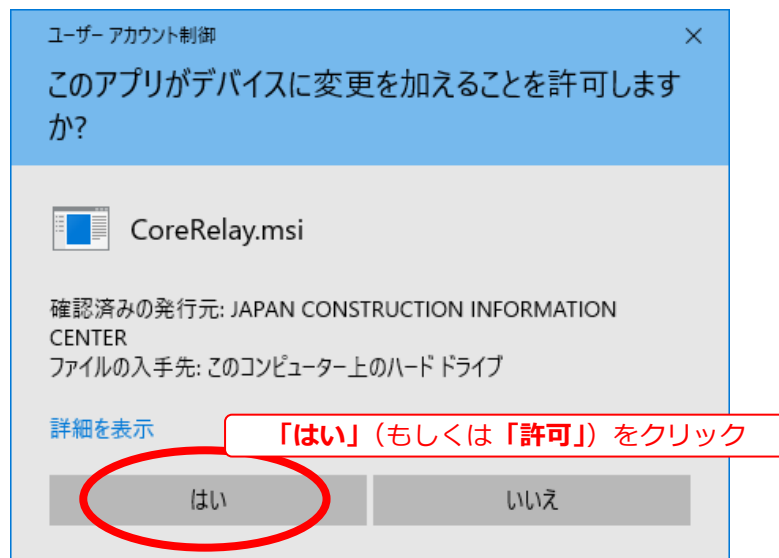 ユーザー アカウント制御
このアプリがデバイスに変更を加えることを許可します
か?
CoreRelay.msi
確認済みの発行元: JAPAN CONSTRUCTION INFORMATION
CENTER
ファイルの入手先: このコンピューター上のハード ドライブ
詳細を表示
「はい」（もしくは「許可」）をクリック
はい
いいえ